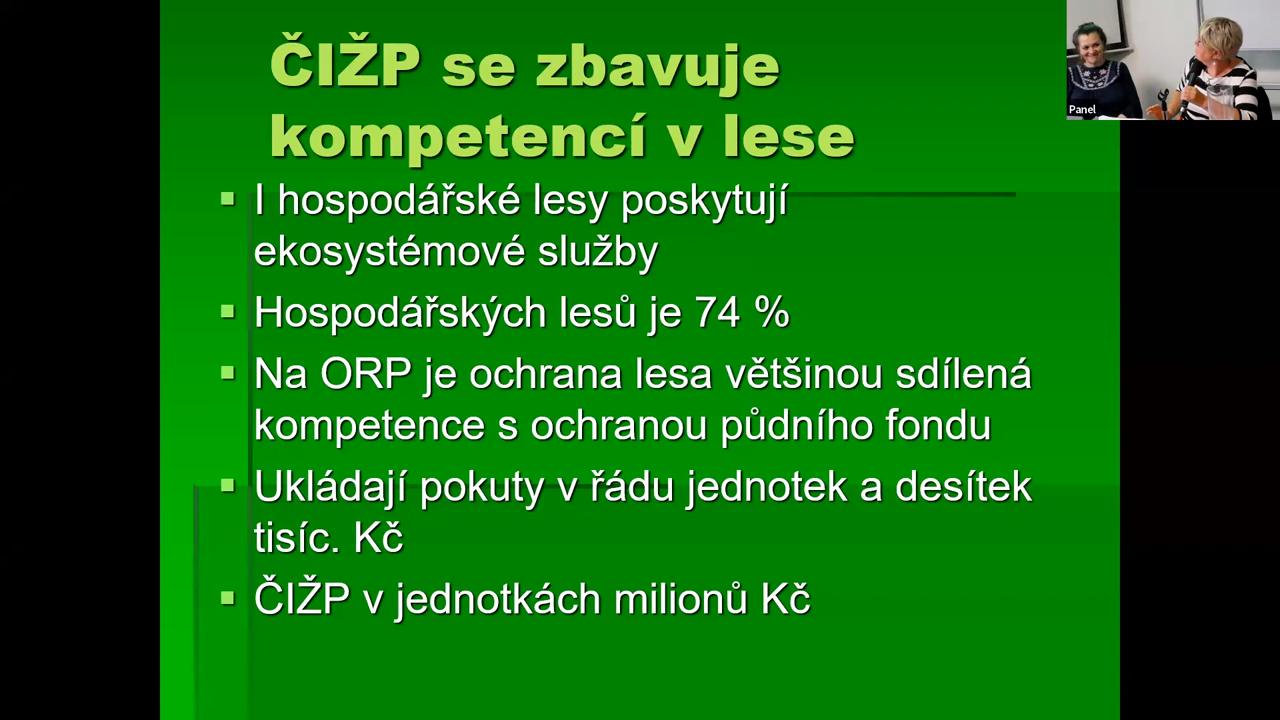 ČIŽP se zbavuje
kompetencí v lese
I hospodářské lesy poskytují
ekosystémové služby
Hospodářských lesů je 74 %
Na ORP je ochrana lesa většinou sdílená
kompetence s ochranou půdního fondu
Ukládají pokuty v řádu jednotek a desítek
tisíc. Kč
ČIŽP v jednotkách milionů Kč
Panel